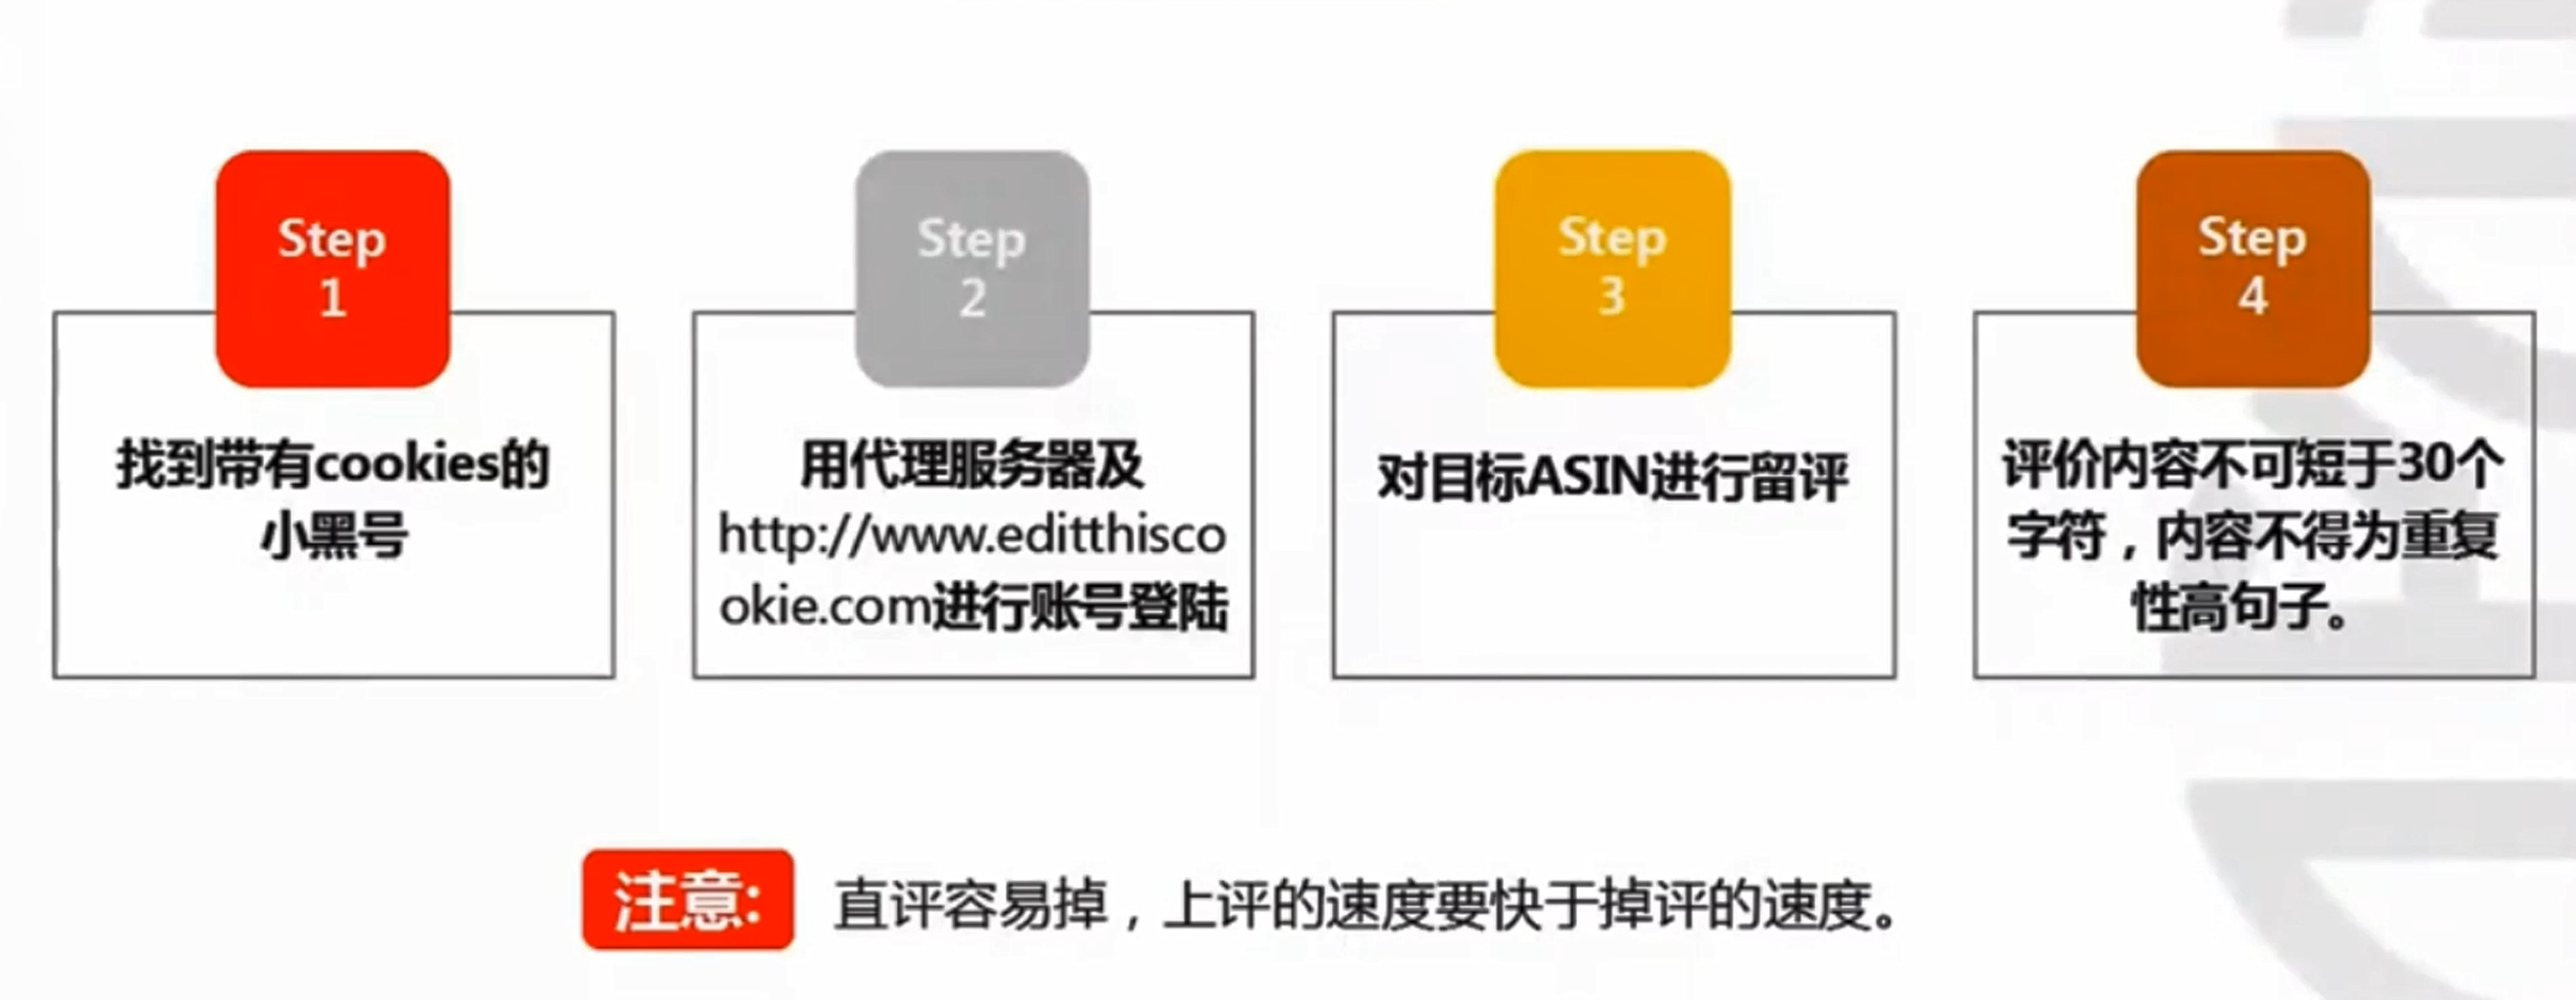 Step
1
找到带有cookies的
小黑号
Step
2
用代理服务器及
http://www.editthisco
okie.com进行账号登陆
Step
3
对目标ASIN进行留评
Step
4
评价内容不可短于30个
字符，内容不得为重复
性高句子。
注意:
直评容易掉，上评的速度要快于掉评的速度。